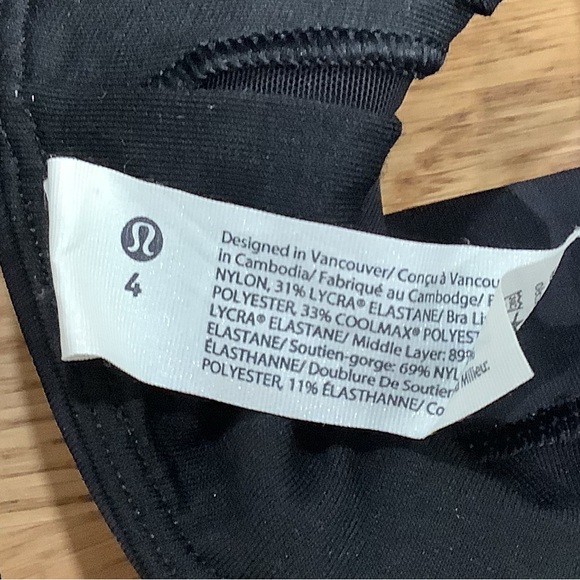 4
Designed in Vancouver/ Conçu à Vancou
in Cambodia/ Fabriqué au Cambodge/ F
NYLON, 31% LYCRA® ELASTANE/ Bra Li
POLYESTER, 33% COOLMAX® POLYEST
LYCRA® ELASTANE/ Middle Layer: 89%
ELASTANE/ Soutien-gorge: 69% NYL
ÉLASTHANNE/ Doublure De Soutien Milieu:
POLYESTER, 11% ÉLASTHANNE/ Co